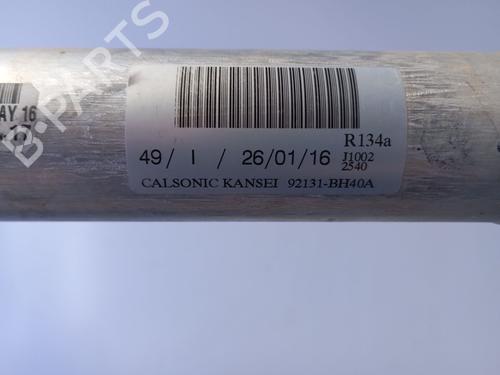 B-PARTS
AY 16
49/ I / 26/01/16
R134a
J1002
2540
CALSONIC KANSEI 92131-BH40A